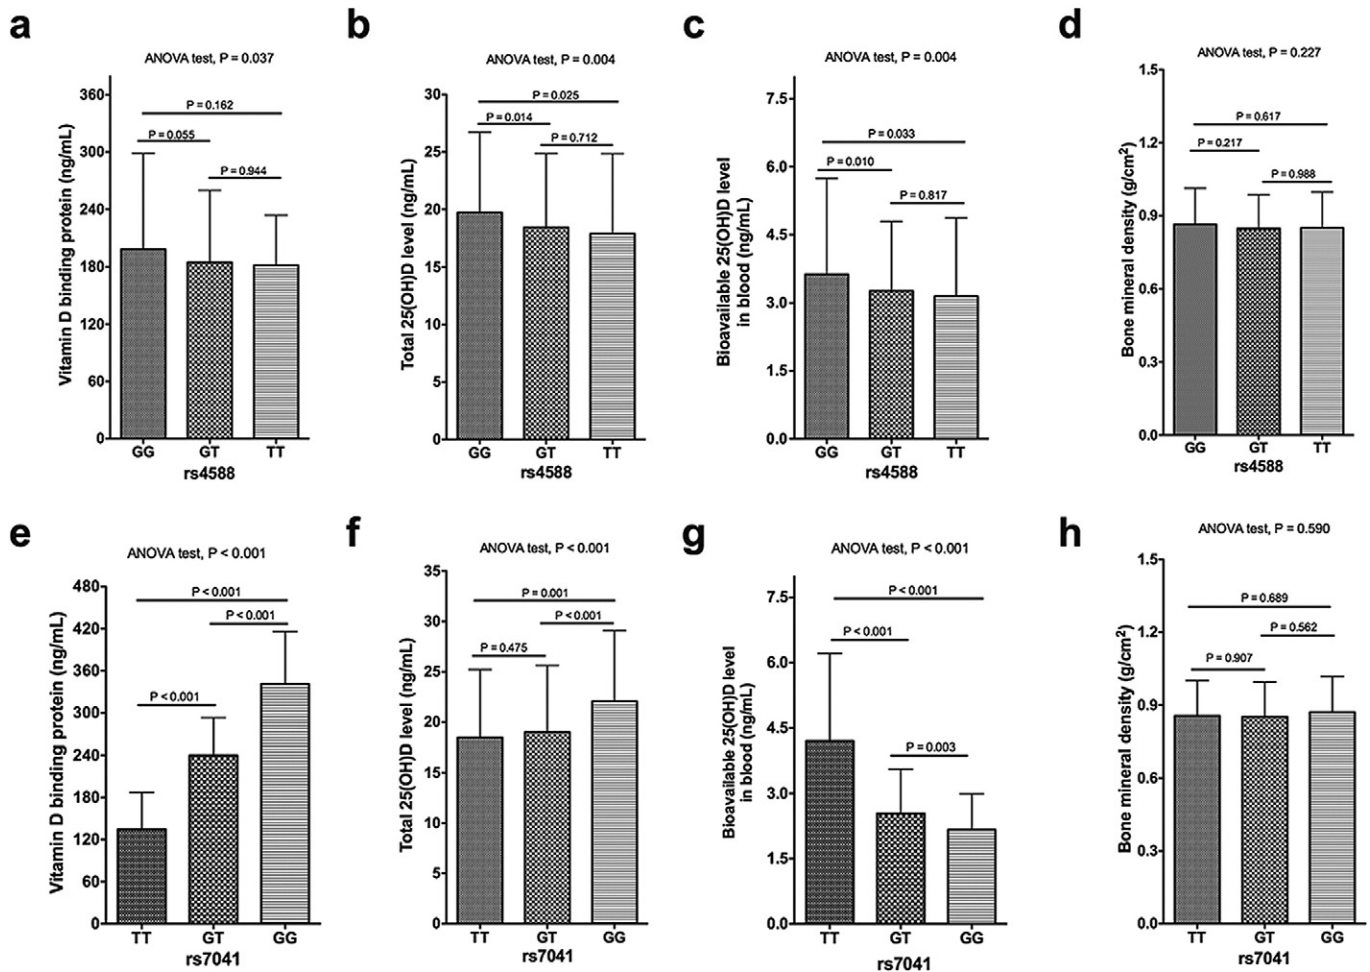 a
ANOVA test, P = 0.037
Vitamin D binding protein (ng/mL)
360
300
240
180
120
60
0
P = 0.162
P = 0.055
P = 0.944
GG GT TT
rs4588
b
ANOVA test, P = 0.004
Total 25(OH)D level (ng/mL)
30
25
20
15
10
5
0
P = 0.025
P = 0.014
P = 0.712
GG GT TT
rs4588
c
ANOVA test, P = 0.004
Bioavailable 25(OH)D level
in blood (ng/mL)
7.5
6.0
4.5
3.0
1.5
0.0
P = 0.033
P = 0.010
P = 0.817
GG GT TT
rs4588
d
ANOVA test, P = 0.227
Bone mineral density (g/cm²)
1.5
1.2
0.9
0.6
0.3
0.0
P = 0.617
P = 0.217
P = 0.988
GG GT TT
rs4588
e
ANOVA test, P < 0.001
Vitamin D binding protein (ng/mL)
480
420
360
300
240
180
120
60
0
P < 0.001
P < 0.001
P < 0.001
TT GT GG
rs7041
f
ANOVA test, P < 0.001
Total 25(OH)D level (ng/mL)
35
30
25
20
15
10
5
0
P = 0.001
P < 0.001
P = 0.475
TT GT GG
rs7041
g
ANOVA test, P < 0.001
Bioavailable 25(OH)D level
in blood (ng/mL)
7.5
6.0
4.5
3.0
1.5
0.0
P < 0.001
P < 0.001
P = 0.003
TT GT GG
rs7041
h
ANOVA test, P = 0.590
Bone mineral density (g/cm²)
1.5
1.2
0.9
0.6
0.3
0.0
P = 0.689
P = 0.562
P = 0.907
TT GT GG
rs7041